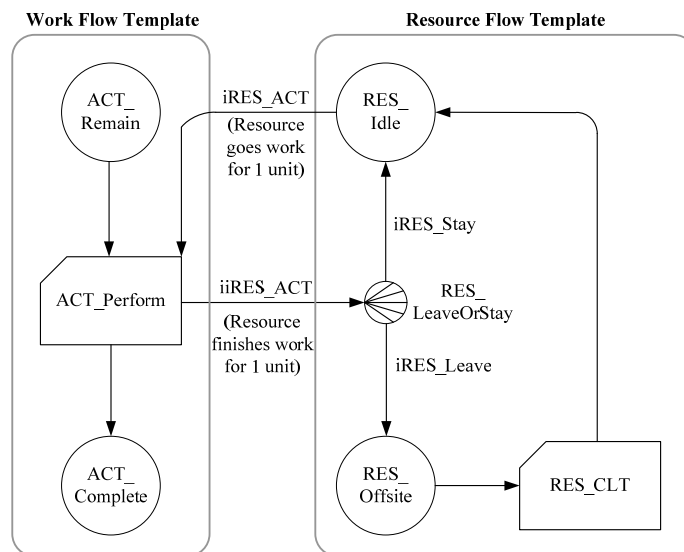 Work Flow Template
Resource Flow Template
ACT_
Remain
iRES_ACT
(Resource
goes work
for 1 unit)
RES_
Idle
iRES_Stay
ACT_Perform
iiRES_ACT
(Resource
finishes work
for 1 unit)
RES_
LeaveOrStay
iRES_Leave
ACT_
Complete
RES_
Offsite
RES_CLT